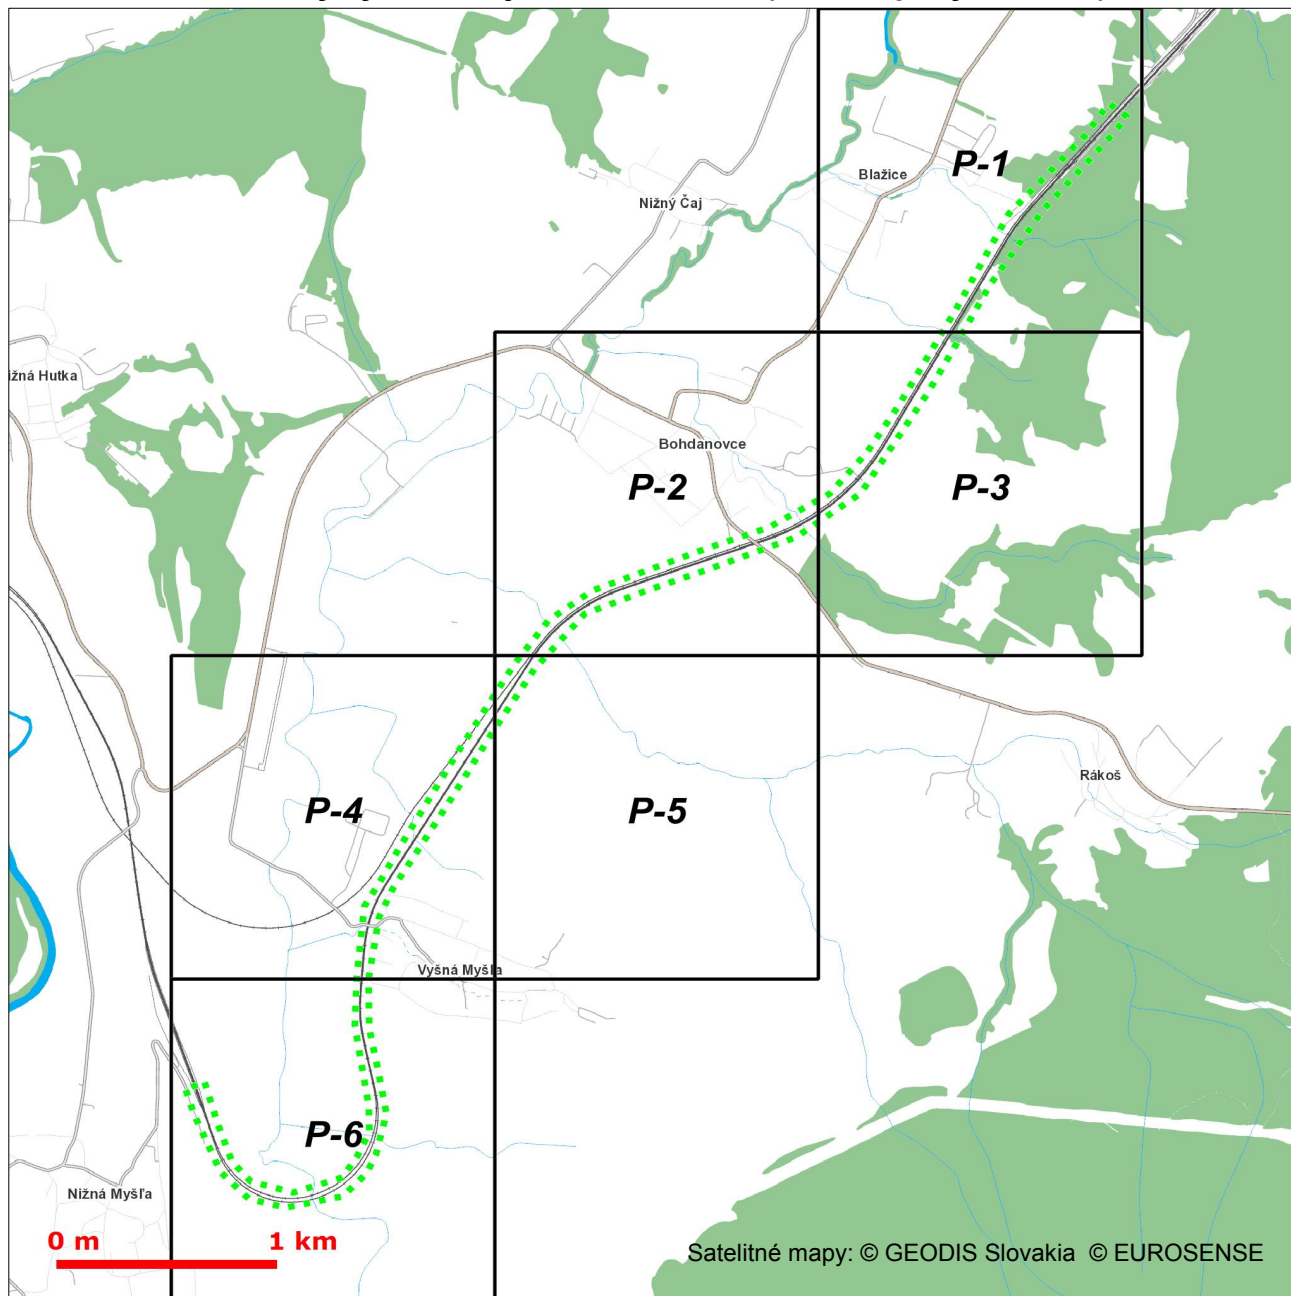 P-1
Blažice
Nižný Čaj
ižná Hutka
Bohdanovce
P-2
P-3
Rákoš
P-4
P-5
Vyšná Myšľa
P-6
Nižná Myšľa
0 m 1 km
Satelitné mapy: © GEODIS Slovakia © EUROSENSE